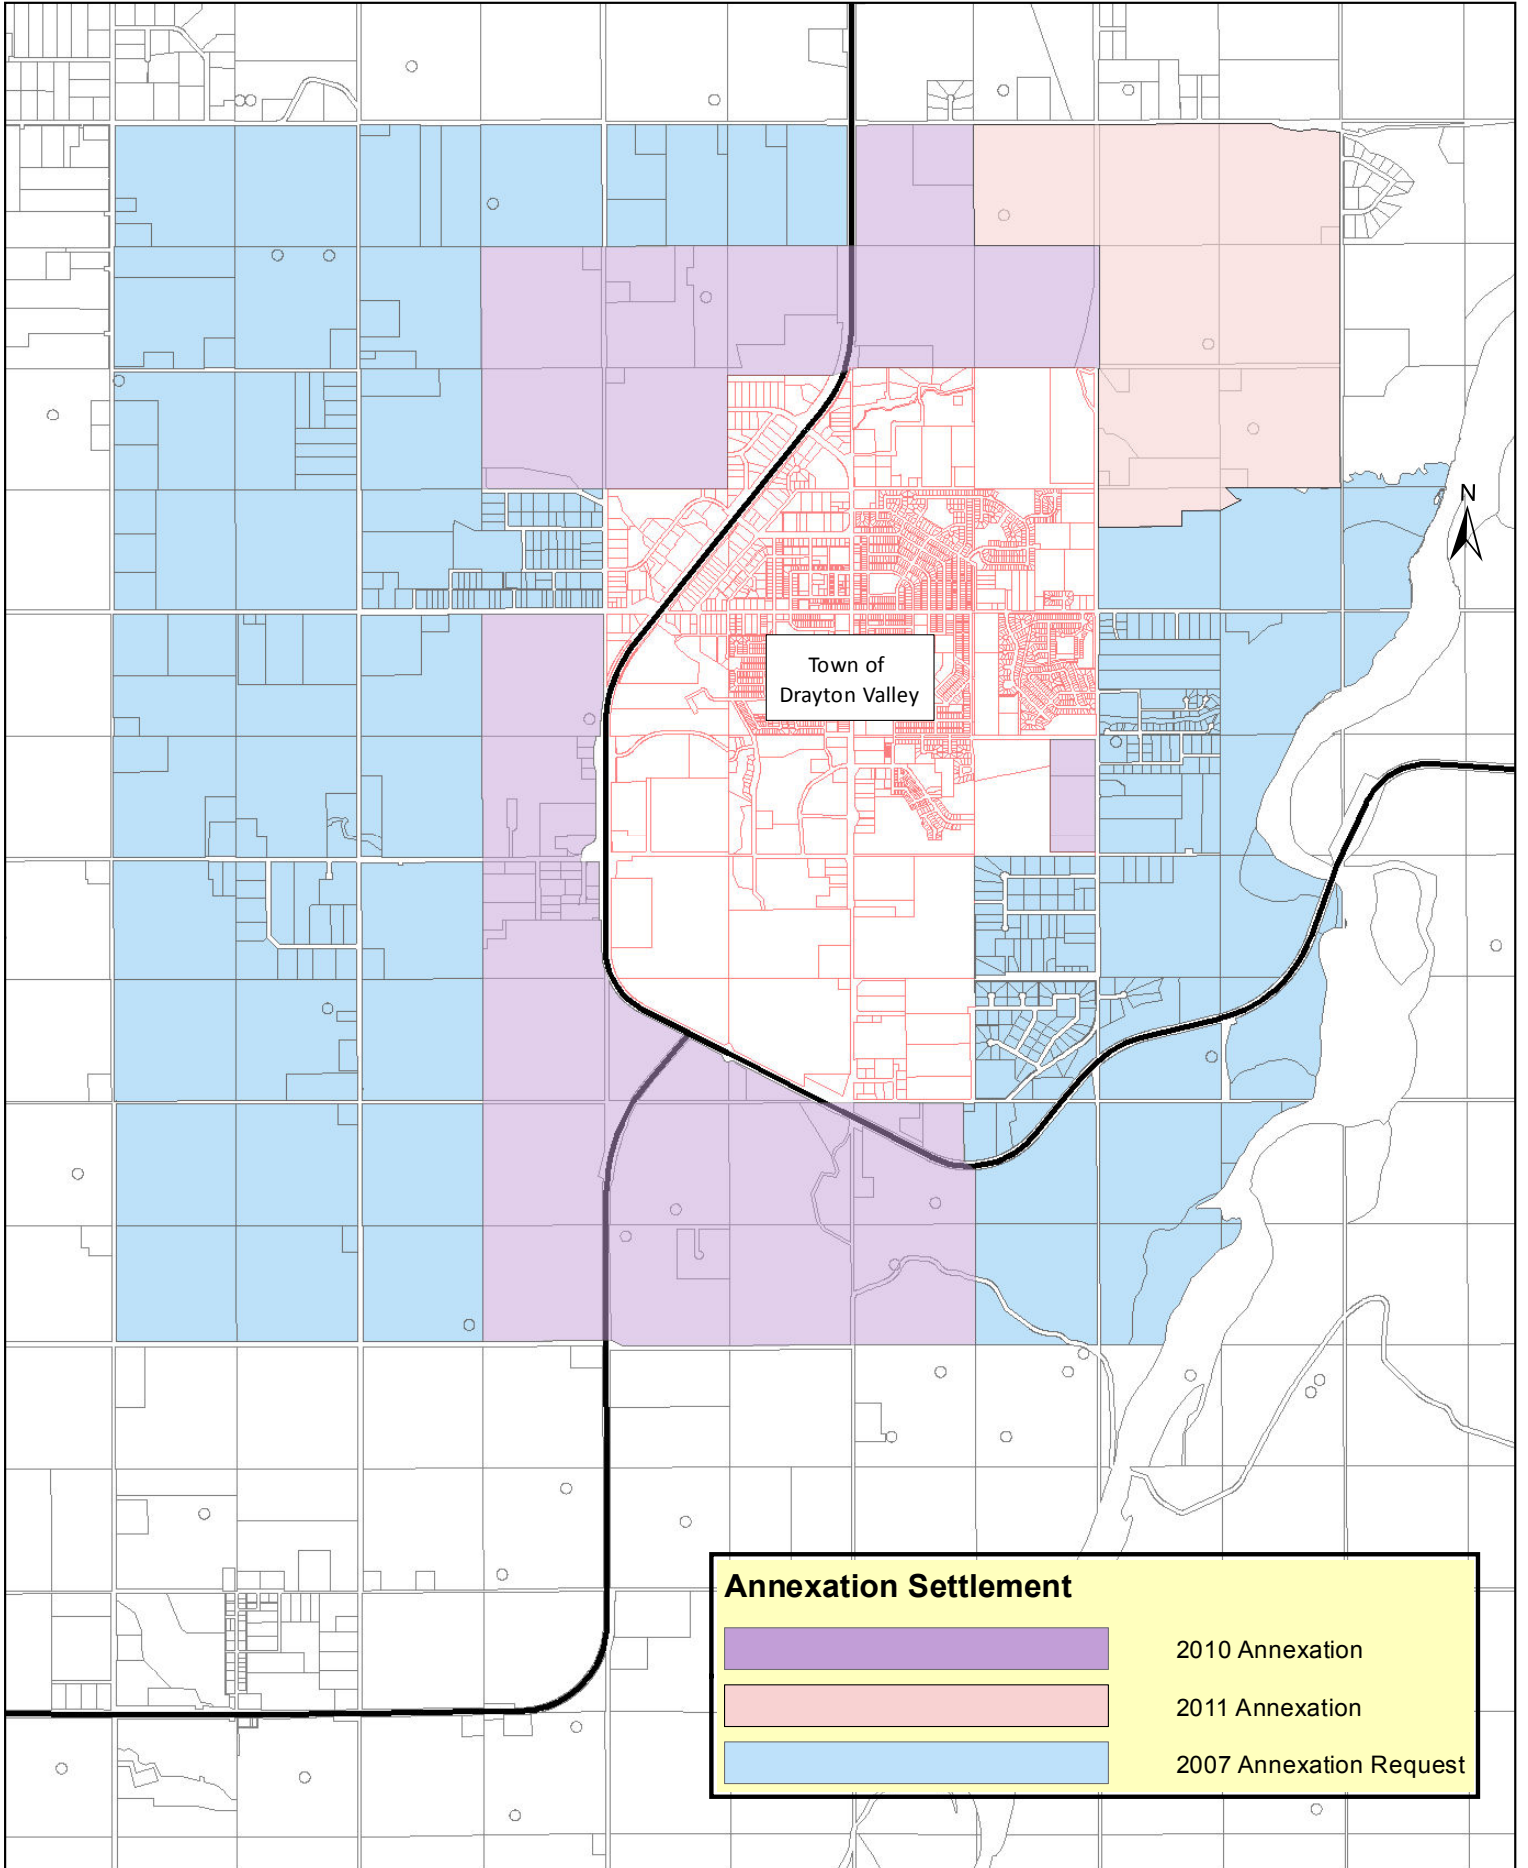 N
Town of
Drayton Valley
Annexation Settlement
2010 Annexation
2011 Annexation
2007 Annexation Request